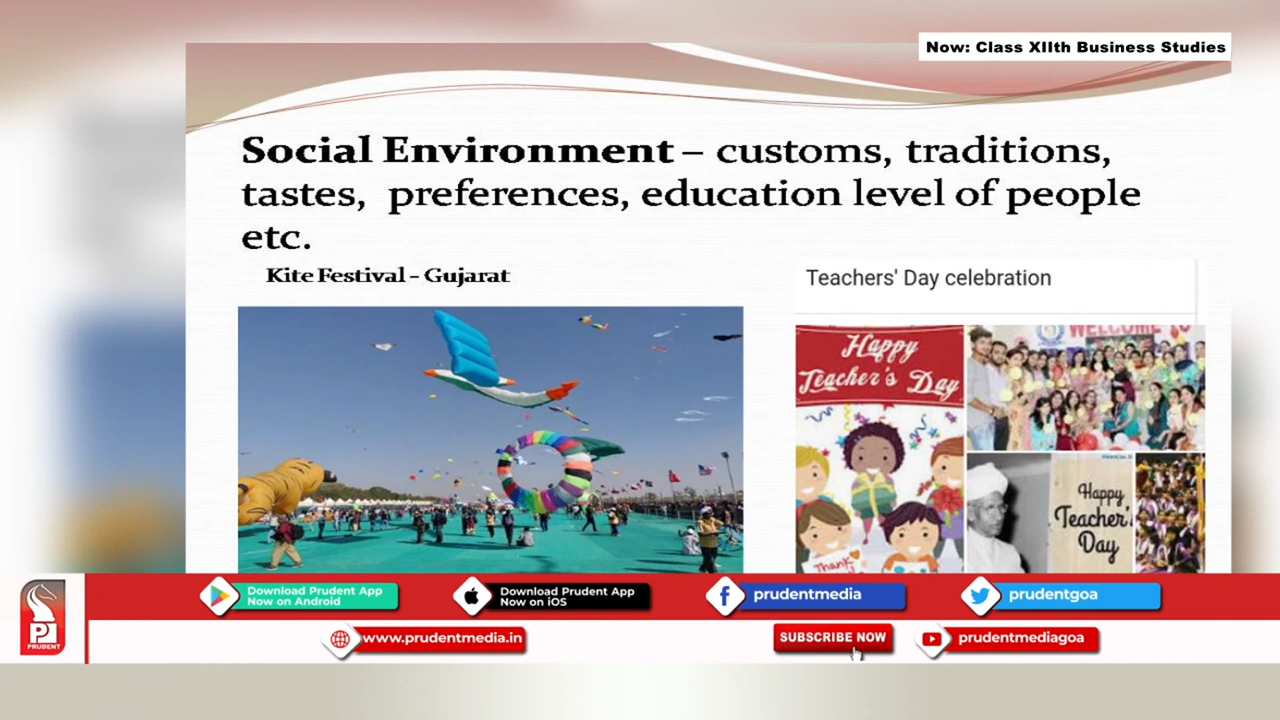 Now: Class XIIth Business Studies
Social Environment – customs, traditions,
tastes, preferences, education level of people
etc.
Kite Festival – Gujarat
Teachers' Day celebration
Happy
Teacher's Day
Thank
WELCOME
Happy
Teacher'
Day
PRUDENT
Download Prudent App
Now on Android
Download Prudent App
Now on iOS
prudentmedia
prudentgoa
www.prudentmedia.in
SUBSCRIBE NOW
prudentmediagoa